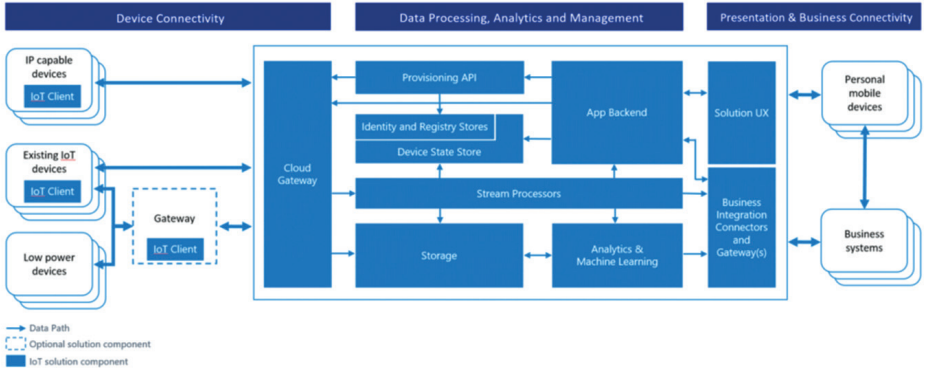 Device Connectivity
Data Processing, Analytics and Management
Presentation & Business Connectivity
IP capable
devices
IoT Client
Existing IoT
devices
IoT Client
Low power
devices
Gateway
IoT Client
Cloud
Gateway
Provisioning API
Identity and Registry Stores
Device State Store
Stream Processors
Storage
App Backend
Analytics &
Machine Learning
Solution UX
Business
Integration
Connectors
and
Gateway(s)
Personal
mobile
devices
Business
systems
Data Path
Optional solution component
IoT solution component